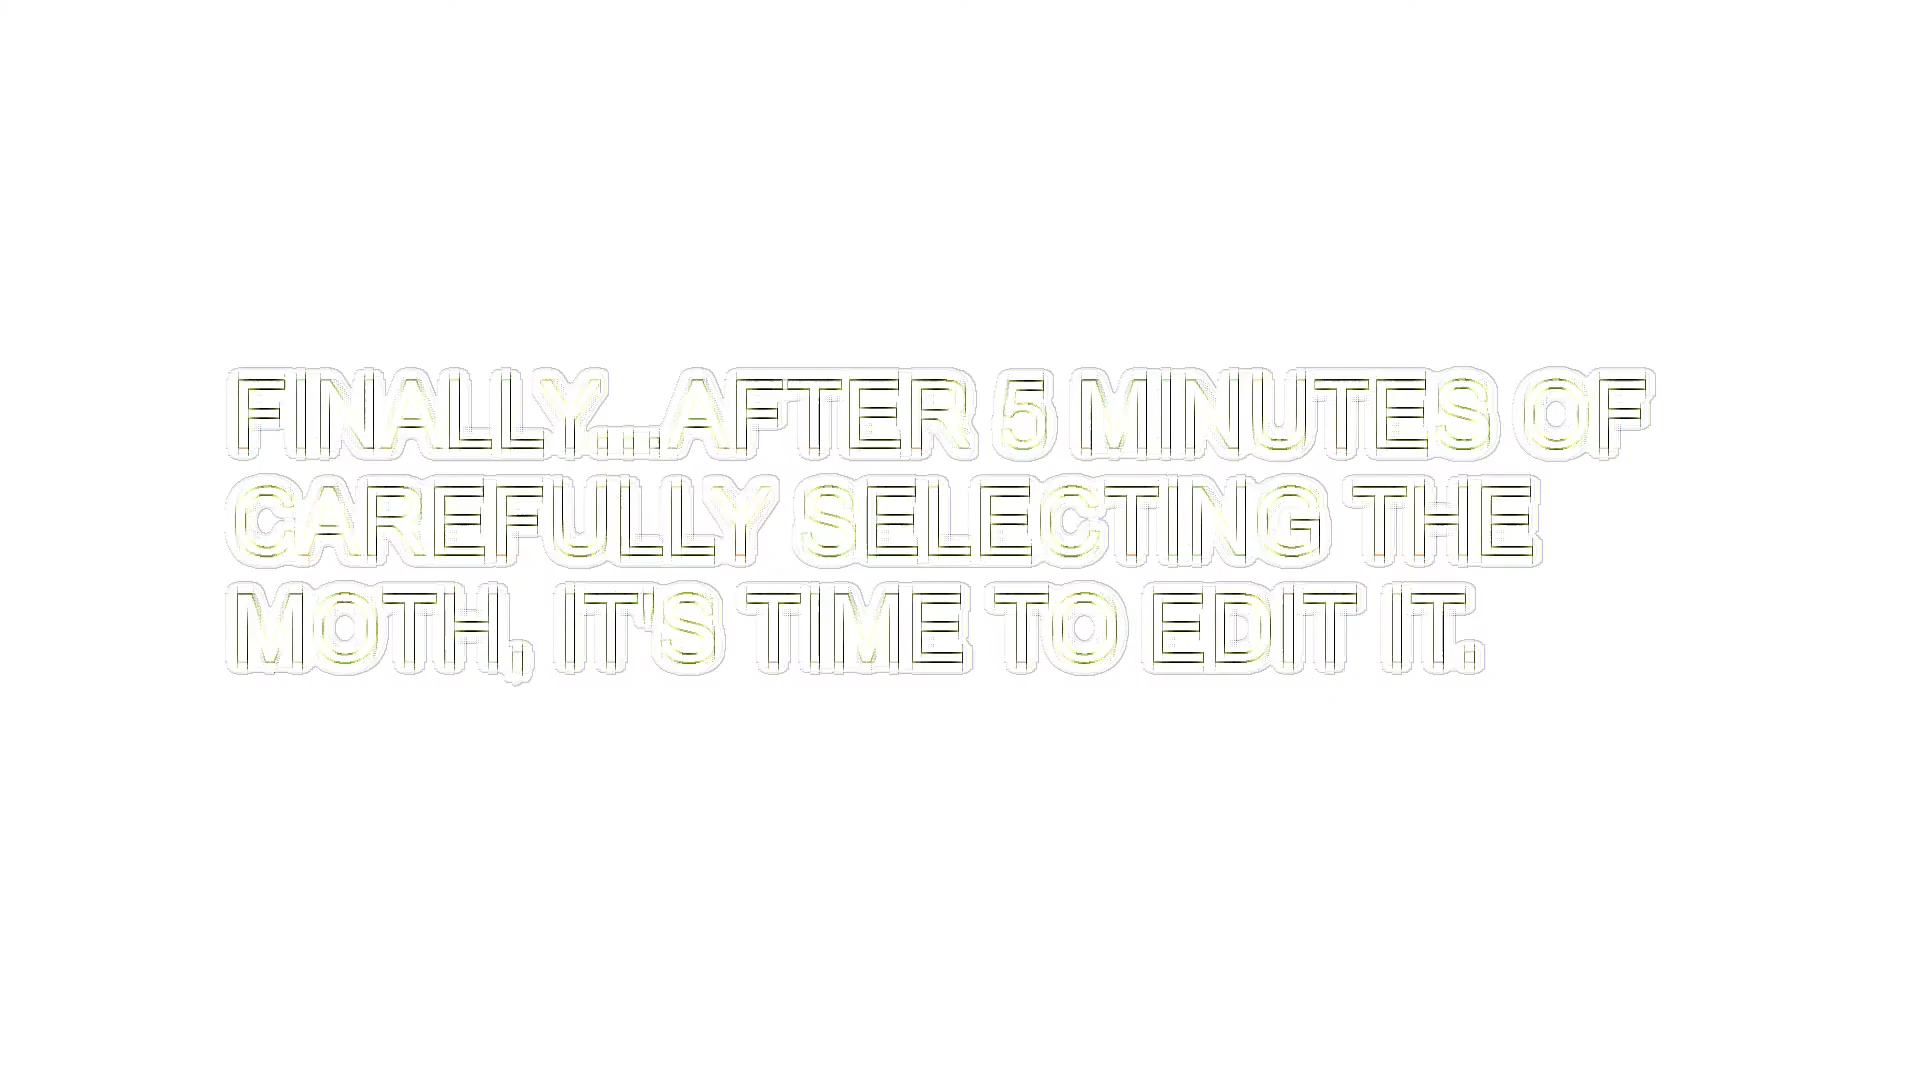 FINALLY...AFTER 5 MINUTES OF
CAREFULLY SELECTING THE
MOTH, IT'S TIME TO EDIT IT.